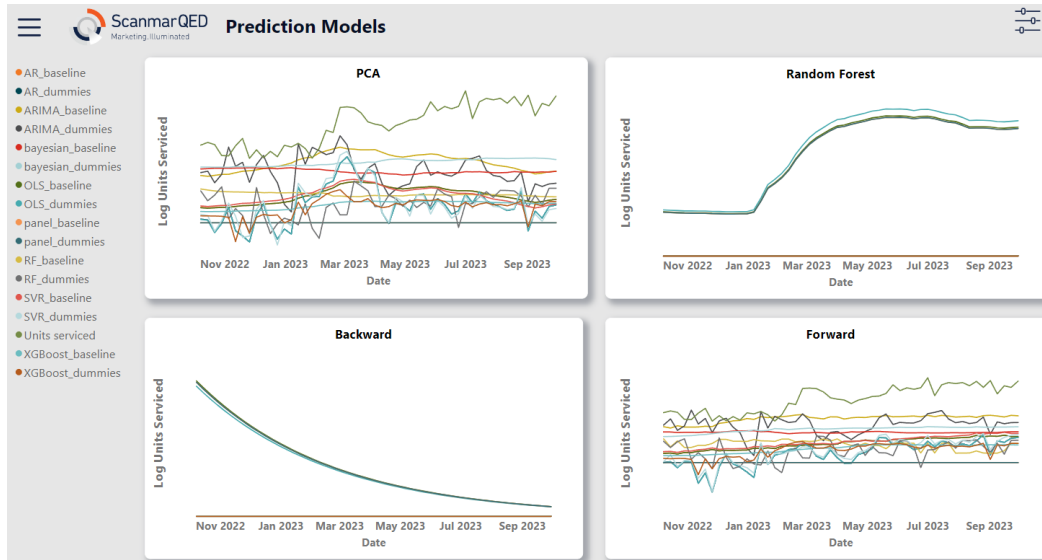 ScanmarQED
Marketing.Illuminated
Prediction Models
AR_baseline
AR_dummies
ARIMA_baseline
ARIMA_dummies
bayesian_baseline
bayesian_dummies
OLS_baseline
OLS_dummies
panel_baseline
panel_dummies
RF_baseline
RF_dummies
SVR_baseline
SVR_dummies
Units serviced
XGBoost_baseline
XGBoost_dummies
PCA
Log Units Serviced
Nov 2022 Jan 2023 Mar 2023 May 2023 Jul 2023 Sep 2023
Date
Random Forest
Log Units Serviced
Nov 2022 Jan 2023 Mar 2023 May 2023 Jul 2023 Sep 2023
Date
Backward
Log Units Serviced
Nov 2022 Jan 2023 Mar 2023 May 2023 Jul 2023 Sep 2023
Date
Forward
Log Units Serviced
Nov 2022 Jan 2023 Mar 2023 May 2023 Jul 2023 Sep 2023
Date